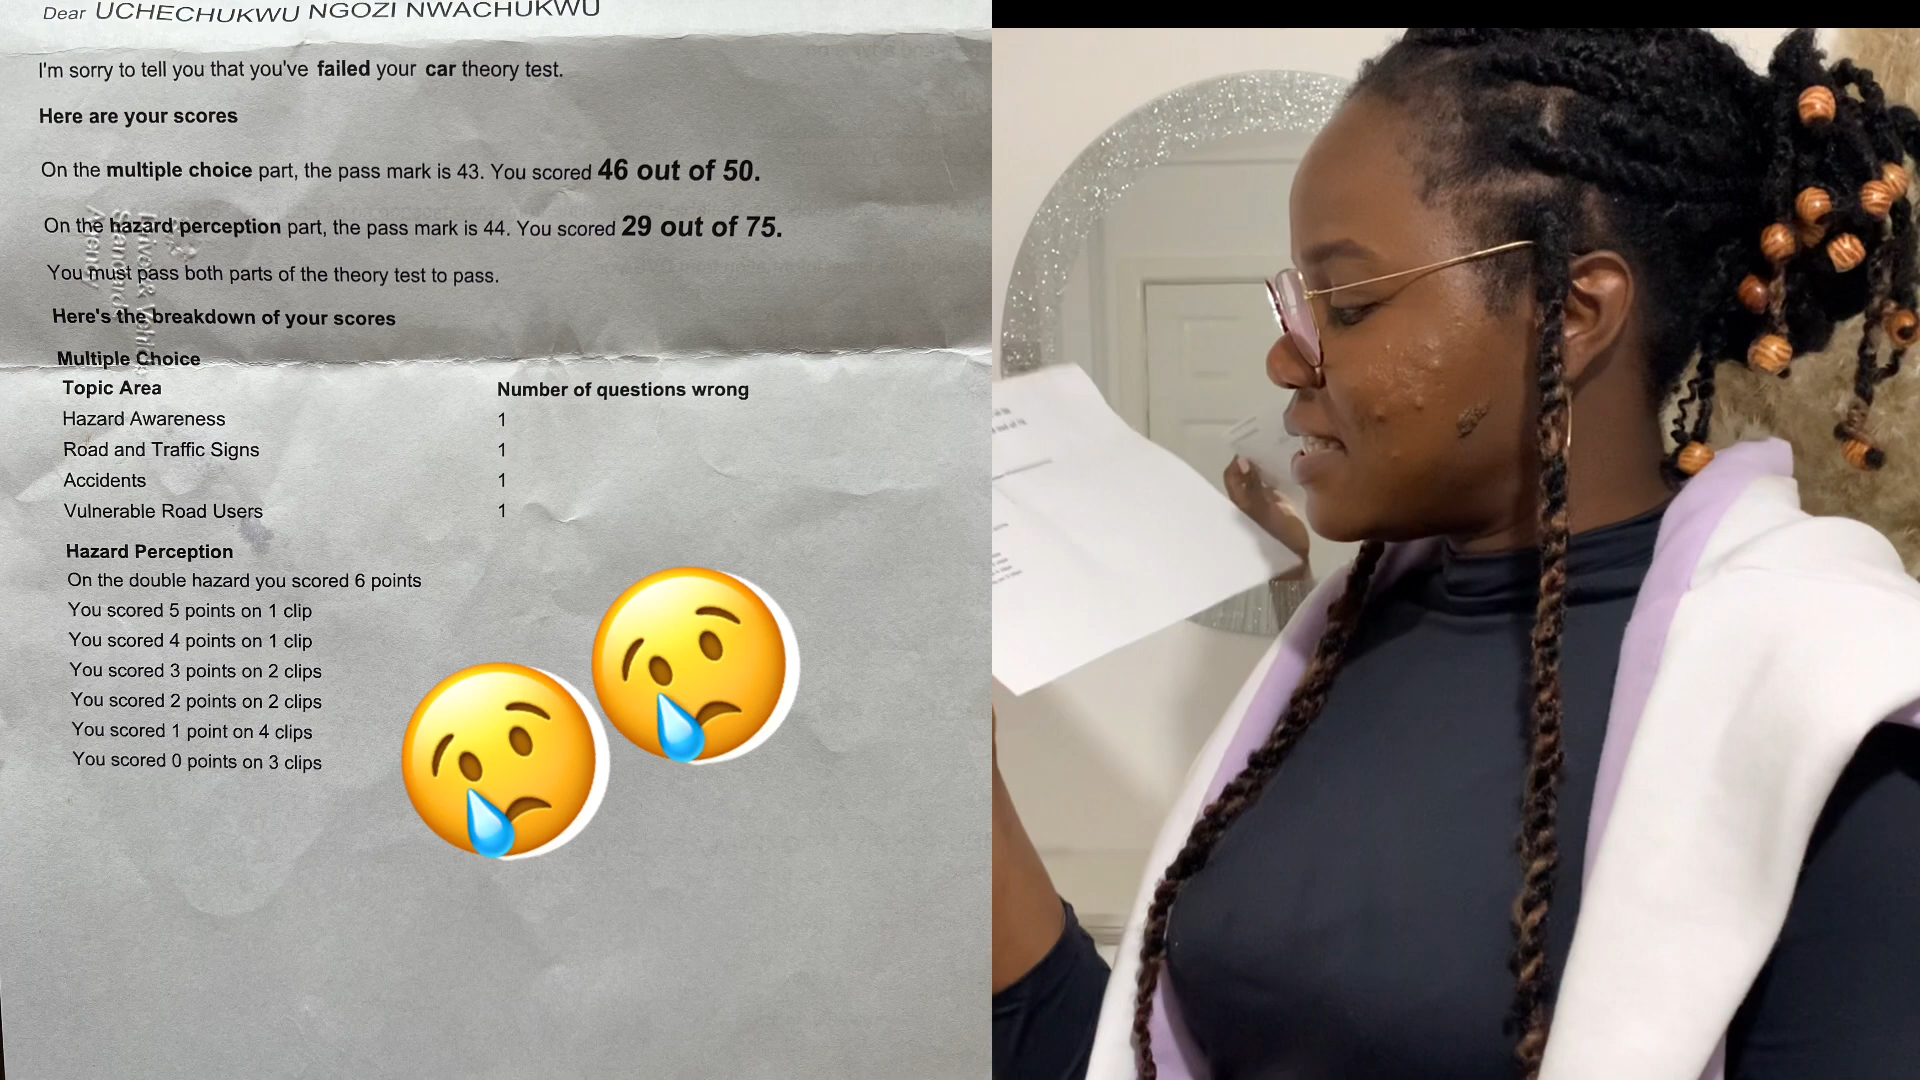 Dear UCHECHUKWU NGOZI NWACHUKWU
I'm sorry to tell you that you've failed your car theory test.
Here are your scores
On the multiple choice part, the pass mark is 43. You scored 46 out of 50.
On the hazard perception part, the pass mark is 44. You scored 29 out of 75.
You must pass both parts of the theory test to pass.
Here's the breakdown of your scores
Multiple Choice
Topic Area Number of questions wrong
Hazard Awareness 1
Road and Traffic Signs 1
Accidents 1
Vulnerable Road Users 1
Hazard Perception
On the double hazard you scored 6 points
You scored 5 points on 1 clip
You scored 4 points on 1 clip
You scored 3 points on 2 clips
You scored 2 points on 2 clips
You scored 1 point on 4 clips
You scored 0 points on 3 clips
Driver & Vehicle
Standards
Agency